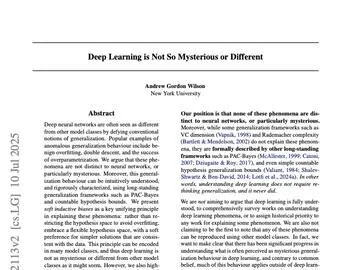 Deep Learning is Not So Mysterious or Different
Andrew Gordon Wilson
New York University
Abstract
Deep neural networks are often seen as different
from other model classes by defying conventional
notions of generalization. Popular examples of
anomalous generalization behaviour include be-
nign overfitting, double descent, and the success
of overparametrization. We argue that these phe-
nomena are not distinct to neural networks, or
particularly mysterious. Moreover, this general-
ization behaviour can be intuitively understood,
and rigorously characterized, using long-standing
generalization frameworks such as PAC-Bayes
and countable hypothesis bounds. We present
soft inductive biases as a key unifying principle
in explaining these phenomena: rather than re-
stricting the hypothesis space to avoid overfitting,
embrace a flexible hypothesis space, with a soft
preference for simpler solutions that are consis-
tent with the data. This principle can be encoded
in many model classes, and thus deep learning is
not as mysterious or different from other model
classes as it might seem. However, we also high-
Our position is that none of these phenomena are dis-
tinct to neural networks, or particularly mysterious.
Moreover, while some generalization frameworks such as
VC dimension (Vapnik, 1998) and Rademacher complexity
(Bartlett & Mendelson, 2002) do not explain these phenom-
ena, they are formally described by other long-standing
frameworks such as PAC-Bayes (McAllester, 1999; Catoni,
2007; Dziugaite & Roy, 2017), and even simple countable
hypothesis generalization bounds (Valiant, 1984; Shalev-
Shwartz & Ben-David, 2014; Lotfi et al., 2024a). In other
words, understanding deep learning does not require re-
thinking generalization, and it never did.
We are not aiming to argue that deep learning is fully under-
stood, to comprehensively survey works on understanding
deep learning phenomena, or to assign historical priority to
any work for explaining some phenomenon. We are also not
claiming to be the first to note that any of these phenomena
can be reproduced using other model classes. In fact, we
want to make clear that there has been significant progress in
understanding what is often perceived as mysterious general-
ization behaviour in deep learning, and contrary to common
belief, much of this behaviour applies outside of deep learn-
2113v2 [cs.LG] 10 Jul 2025